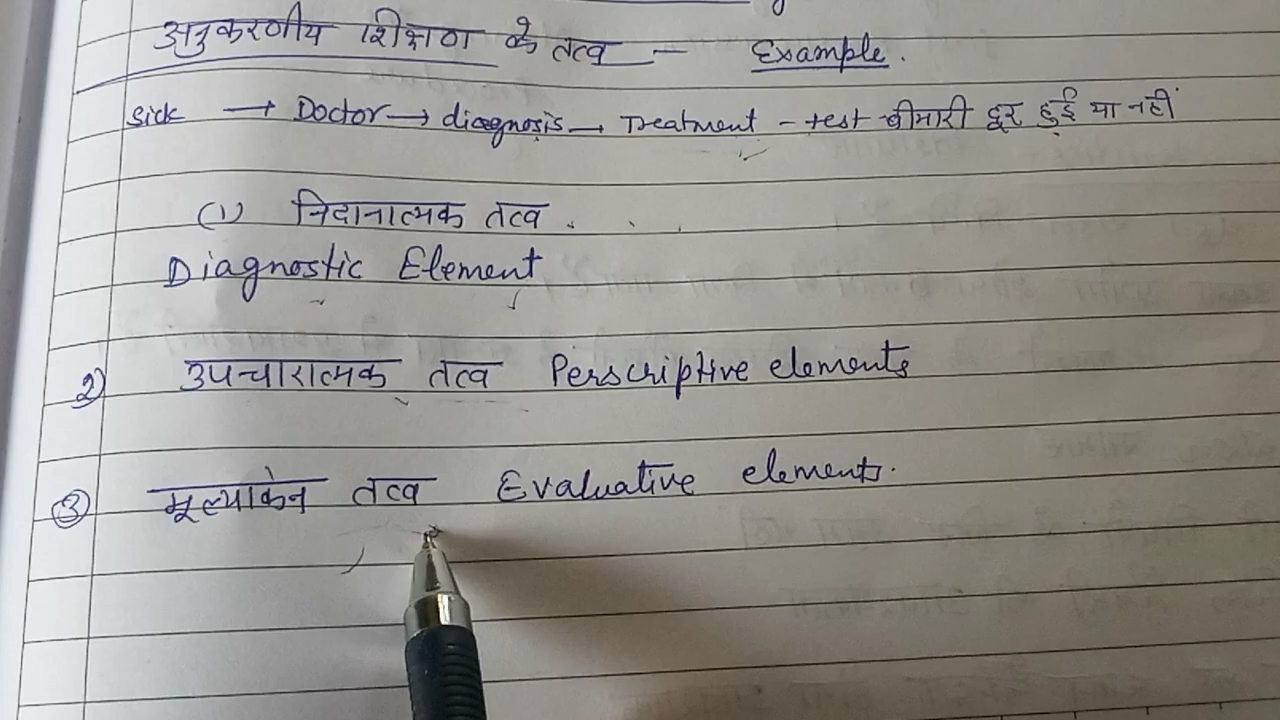 अनुकरणीय शिक्षण के तत्व — Example.
Sick → Doctor → diagnosis → Treatment - test बीमारी दूर हुई या नहीं
(1) निदानात्मक तत्व.
Diagnostic Element
2) उपचारात्मक तत्व Perscriptive elements
③ मूल्याकंन तत्व Evaluative elements.